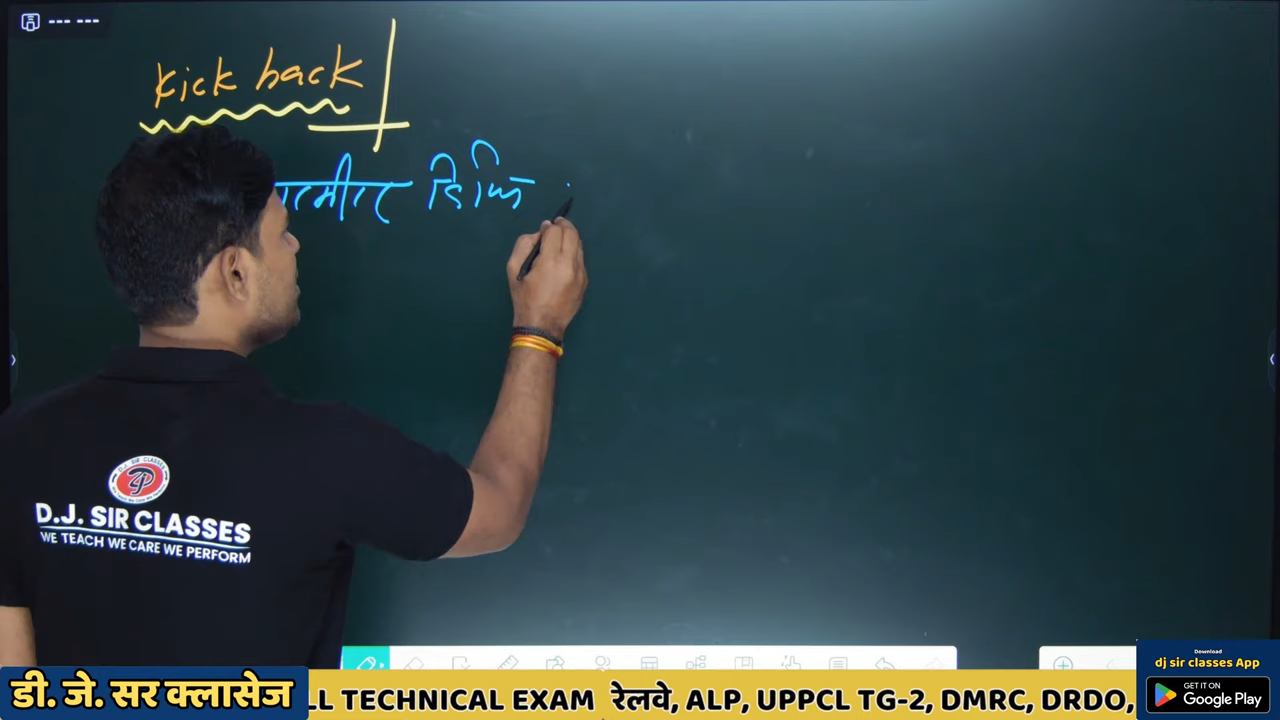 kick back
D.J. SIR CLASSES
WE TEACH WE CARE WE PERFORM
डी. जे. सर क्लासेज
LL TECHNICAL EXAM रेलवे, ALP, UPPCL TG-2, DMRC, DRDO,
Download
dj sir classes App
GET IT ON
Google Play